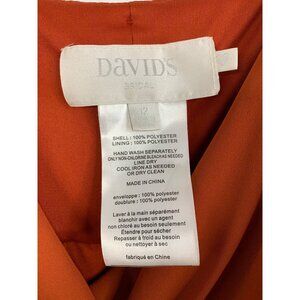 DAVID'S
BRIDAL
12
SHELL : 100% POLYESTER
LINING : 100% POLYESTER
HAND WASH SEPARATELY
ONLY NON-CHLORINE BLEACH AS NEEDED
LINE DRY
COOL IRON AS NEEDED
OR DRY CLEAN
MADE IN CHINA
enveloppe : 100% polyester
doublure : 100% polyester
Laver à la main séparément
blanchir avec un agent
non chloré au besoin seulement
Étendre pour sécher
Repasser à froid au besoin
ou nettoyer à sec
fabriqué en Chine